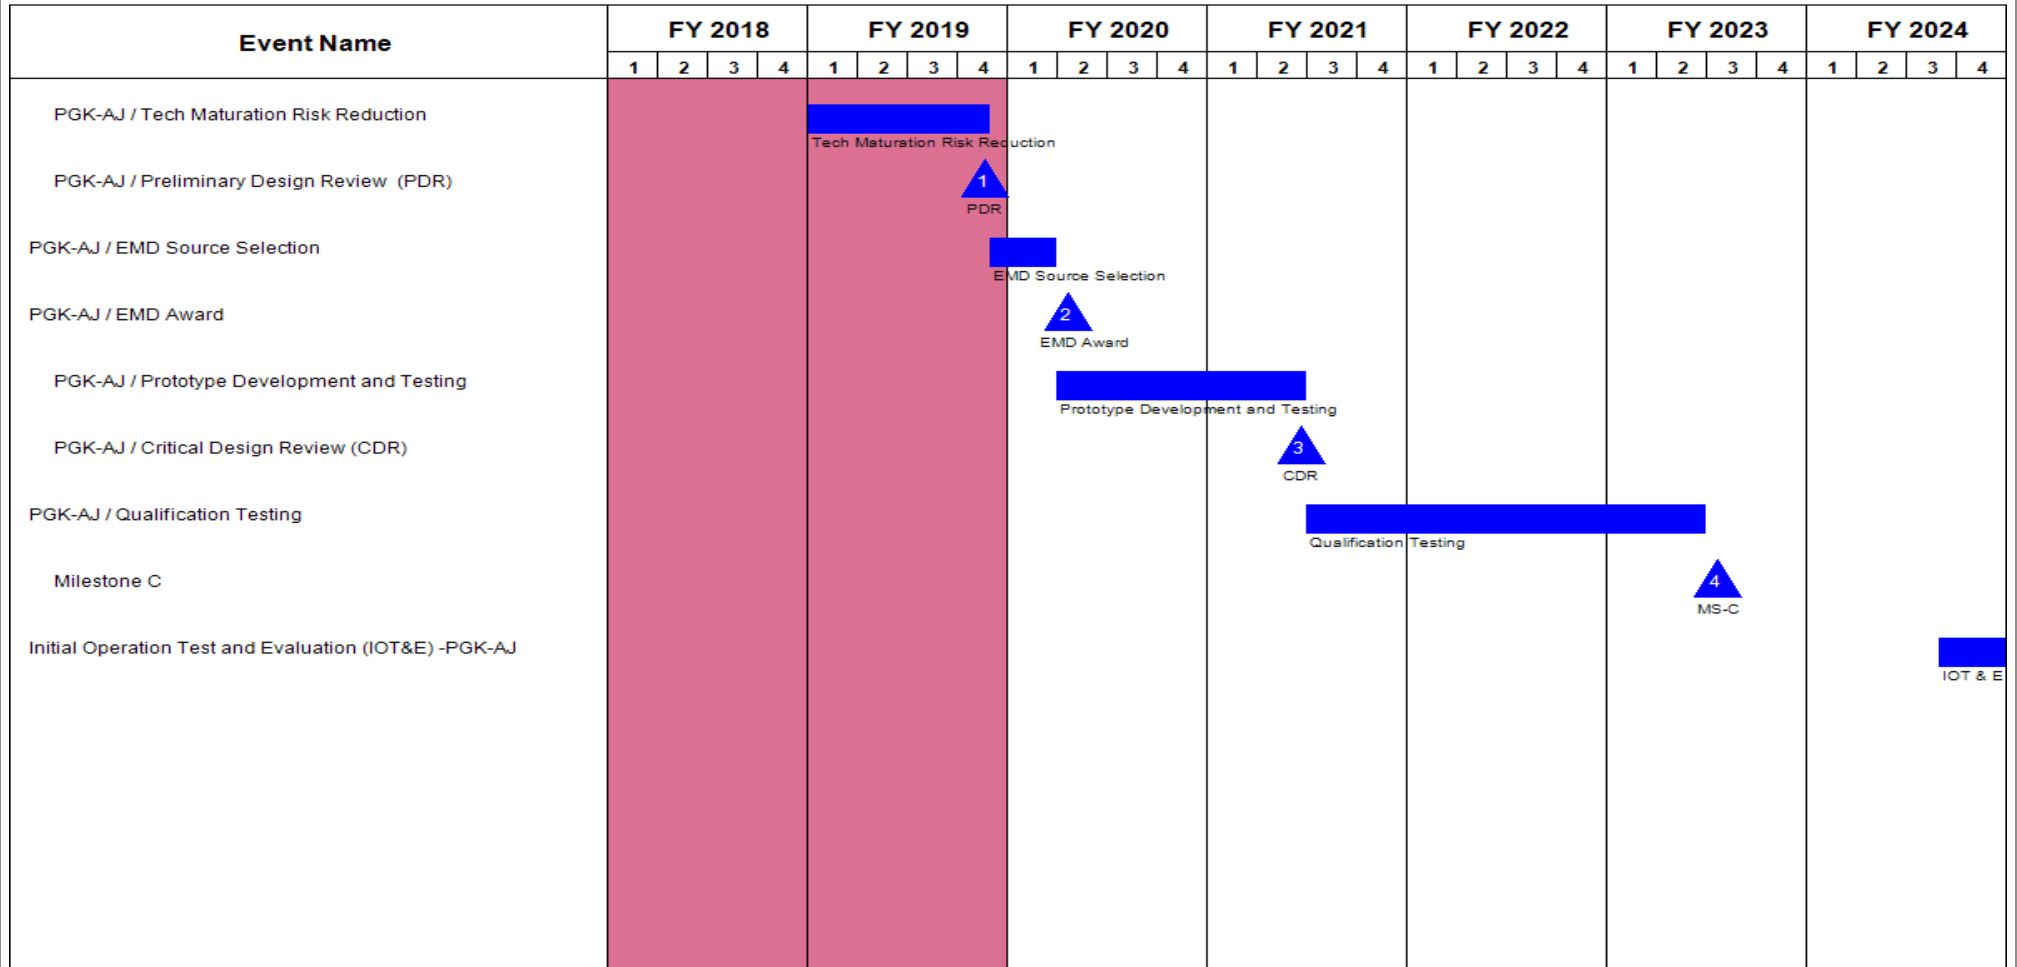 Event Name
FY 2018 FY 2019 FY 2020 FY 2021 FY 2022 FY 2023 FY 2024
1 2 3 4 1 2 3 4 1 2 3 4 1 2 3 4 1 2 3 4 1 2 3 4 1 2 3 4
PGK-AJ / Tech Maturation Risk Reduction
Tech Maturation Risk Reduction
PGK-AJ / Preliminary Design Review (PDR)
1
PDR
PGK-AJ / EMD Source Selection
EMD Source Selection
PGK-AJ / EMD Award
2
EMD Award
PGK-AJ / Prototype Development and Testing
Prototype Development and Testing
PGK-AJ / Critical Design Review (CDR)
3
CDR
PGK-AJ / Qualification Testing
Qualification Testing
Milestone C
4
MS-C
Initial Operation Test and Evaluation (IOT&E) -PGK-AJ
IOT & E